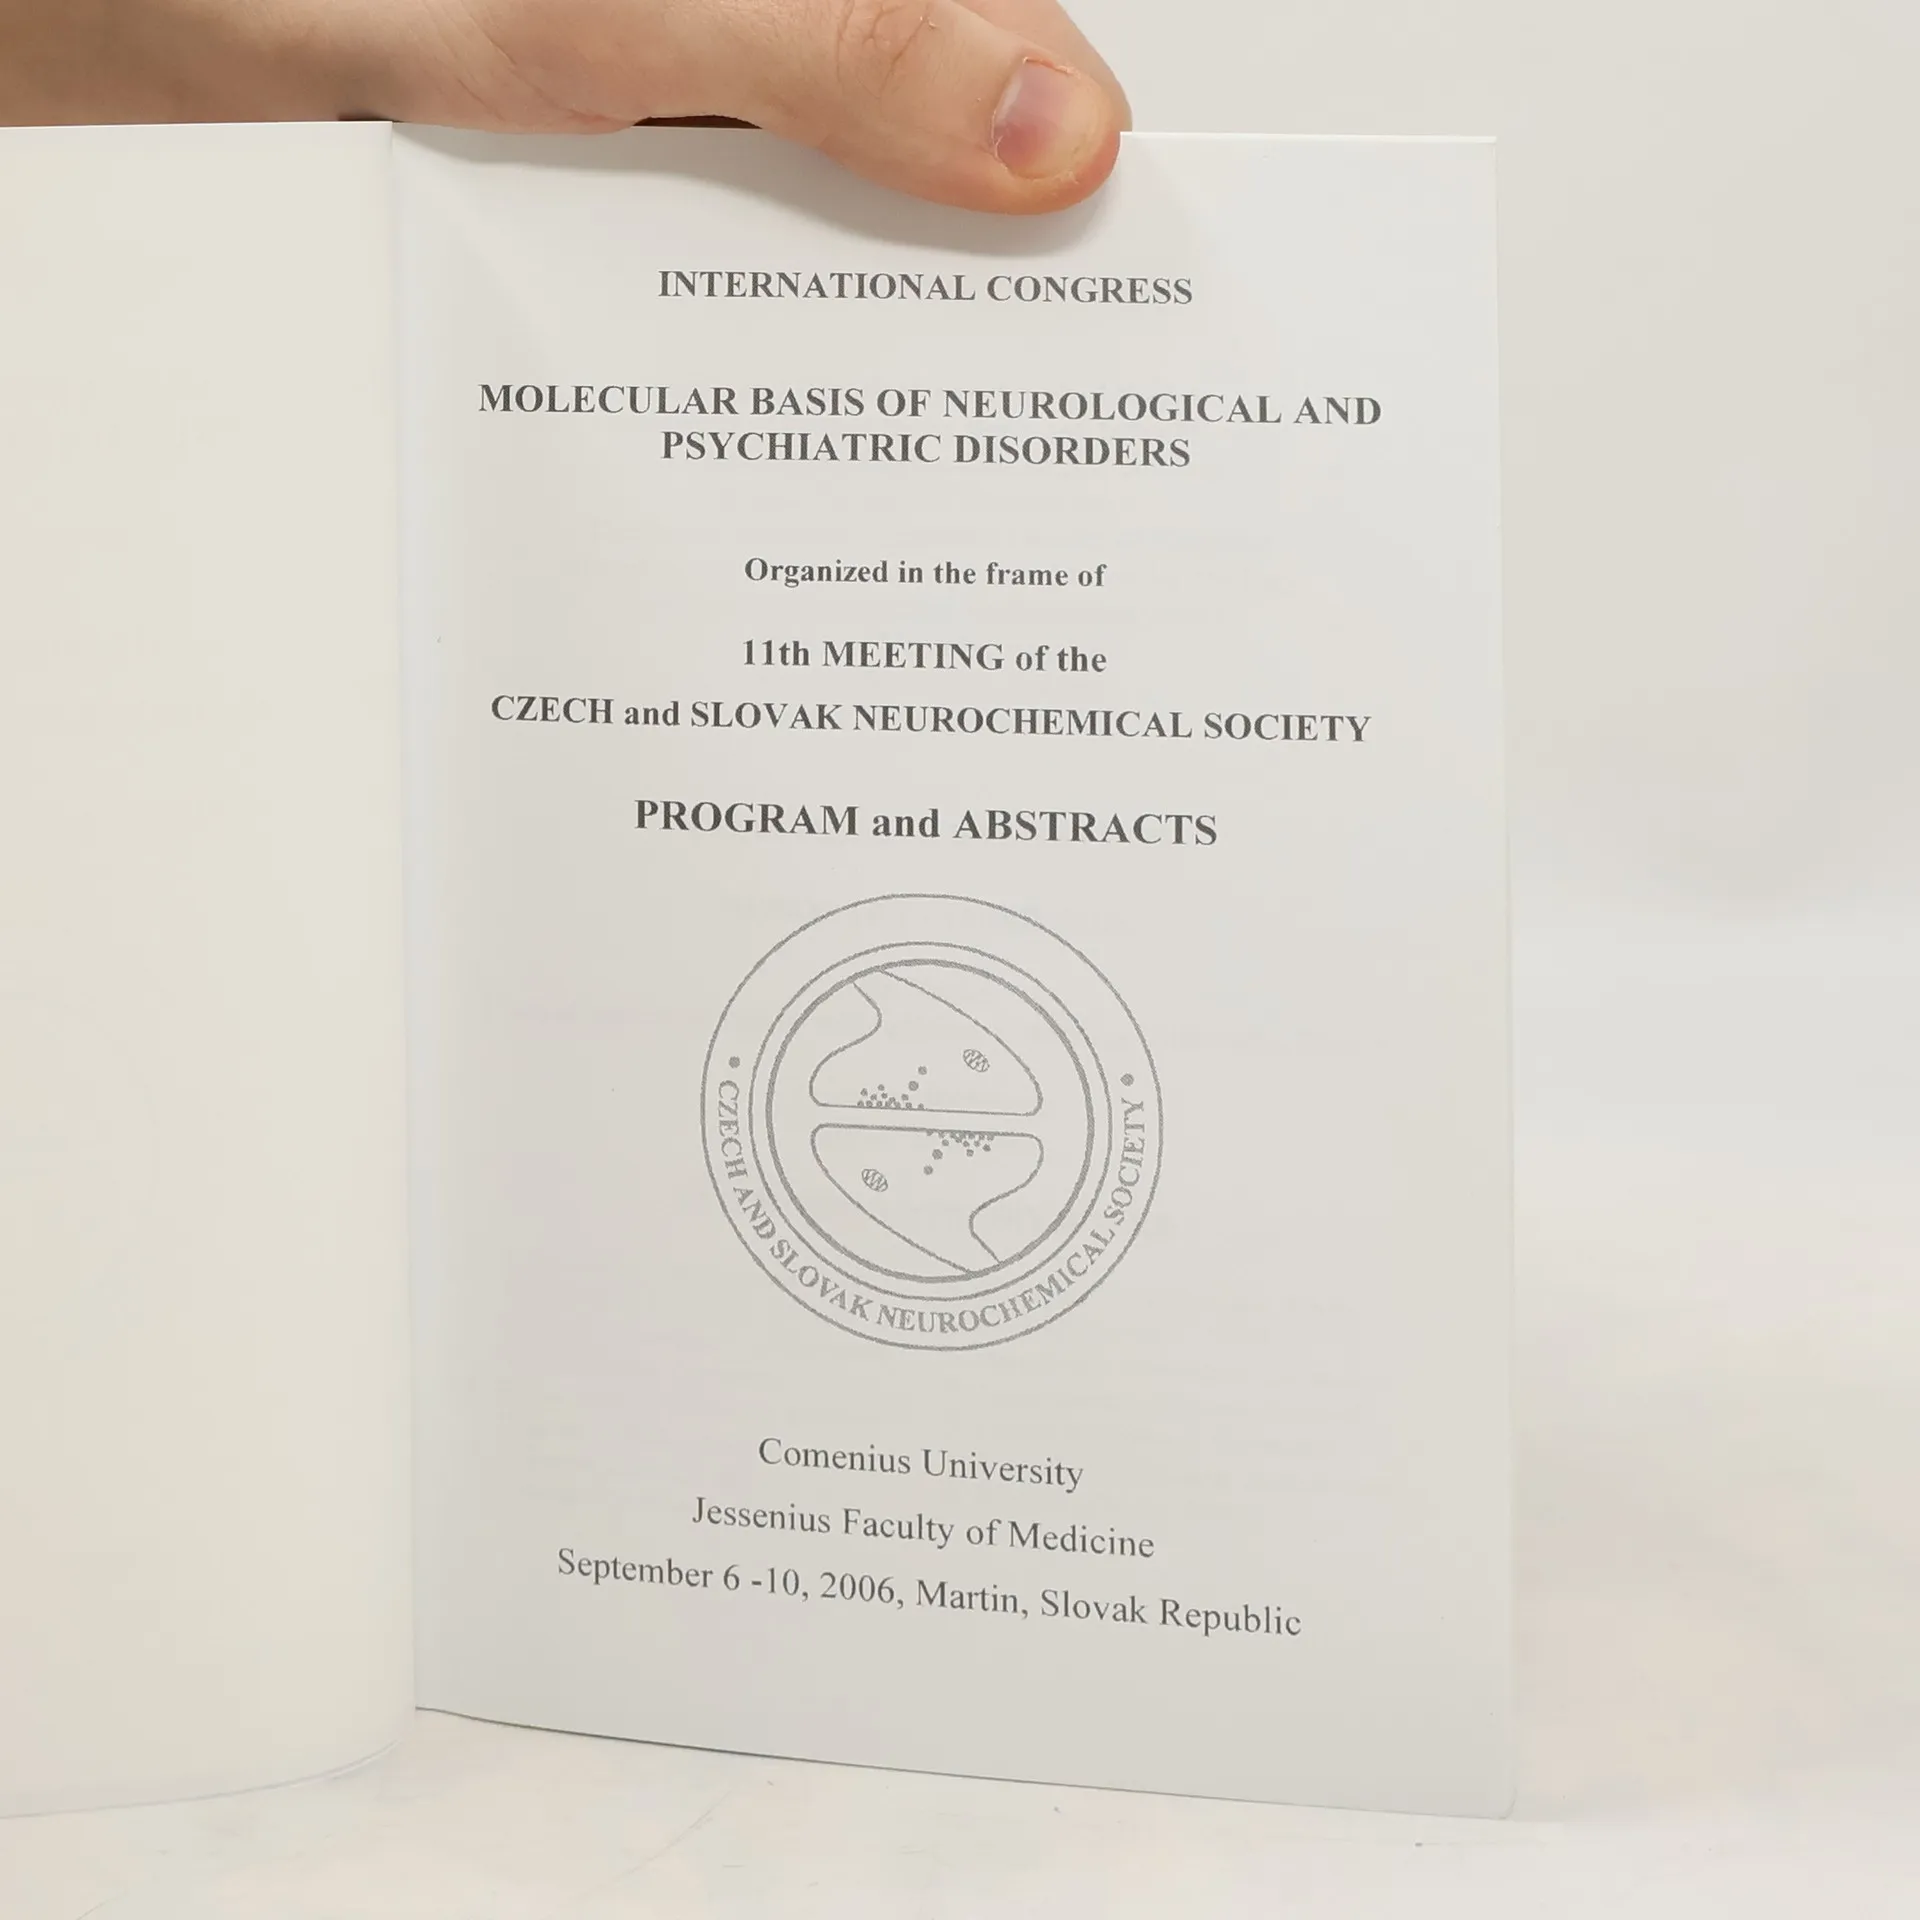 INTERNATIONAL CONGRESS
MOLECULAR BASIS OF NEUROLOGICAL AND
PSYCHIATRIC DISORDERS
Organized in the frame of
11th MEETING of the
CZECH and SLOVAK NEUROCHEMICAL SOCIETY
PROGRAM and ABSTRACTS
• CZECH AND SLOVAK NEUROCHEMICAL SOCIETY •
Comenius University
Jessenius Faculty of Medicine
September 6 -10, 2006, Martin, Slovak Republic